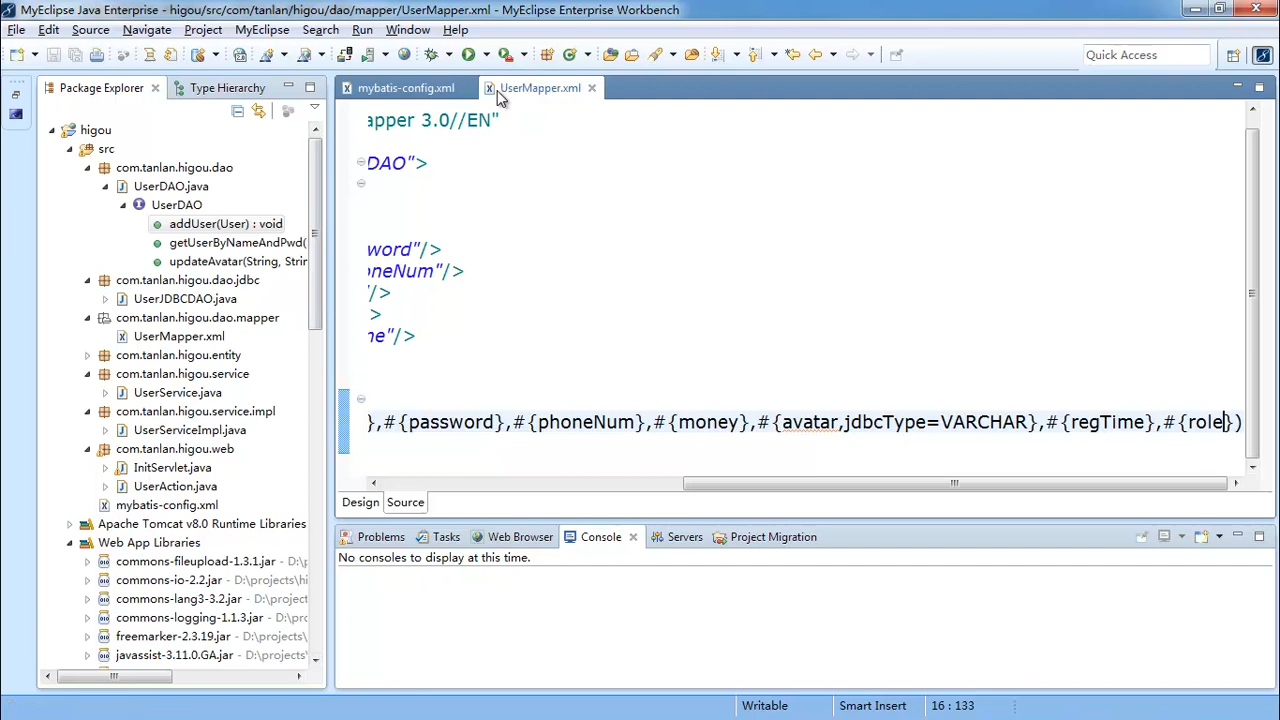 MyEclipse Java Enterprise - higou/src/com/tanlan/higou/dao/mapper/UserMapper.xml - MyEclipse Enterprise Workbench
File Edit Source Navigate Project MyEclipse Search Run Window Help
Quick Access
Package Explorer
Type Hierarchy
mybatis-config.xml
UserMapper.xml
higou
src
com.tanlan.higou.dao
UserDAO.java
UserDAO
addUser(User) : void
getUserByNameAndPwd(
updateAvatar(String, Strin
com.tanlan.higou.dao.jdbc
UserJDBCDAO.java
com.tanlan.higou.dao.mapper
UserMapper.xml
com.tanlan.higou.entity
com.tanlan.higou.service
UserService.java
com.tanlan.higou.service.impl
UserServiceImpl.java
com.tanlan.higou.web
InitServlet.java
UserAction.java
mybatis-config.xml
Apache Tomcat v8.0 Runtime Libraries
Web App Libraries
commons-fileupload-1.3.1.jar - D:\projects\hi
commons-io-2.2.jar - D:\projects\higou\
commons-lang3-3.2.jar - D:\projects\higo
commons-logging-1.1.3.jar - D:\projects\
freemarker-2.3.19.jar - D:\projects\higou
javassist-3.11.0.GA.jar - D:\projects\hig
apper 3.0//EN"
DAO">
sword"/>
oneNum"/>
"/>
>
ne"/>
},#{password},#{phoneNum},#{money},#{avatar,jdbcType=VARCHAR},#{regTime},#{role})
Design Source
Problems Tasks Web Browser Console Servers Project Migration
No consoles to display at this time.
Writable Smart Insert 16 : 133